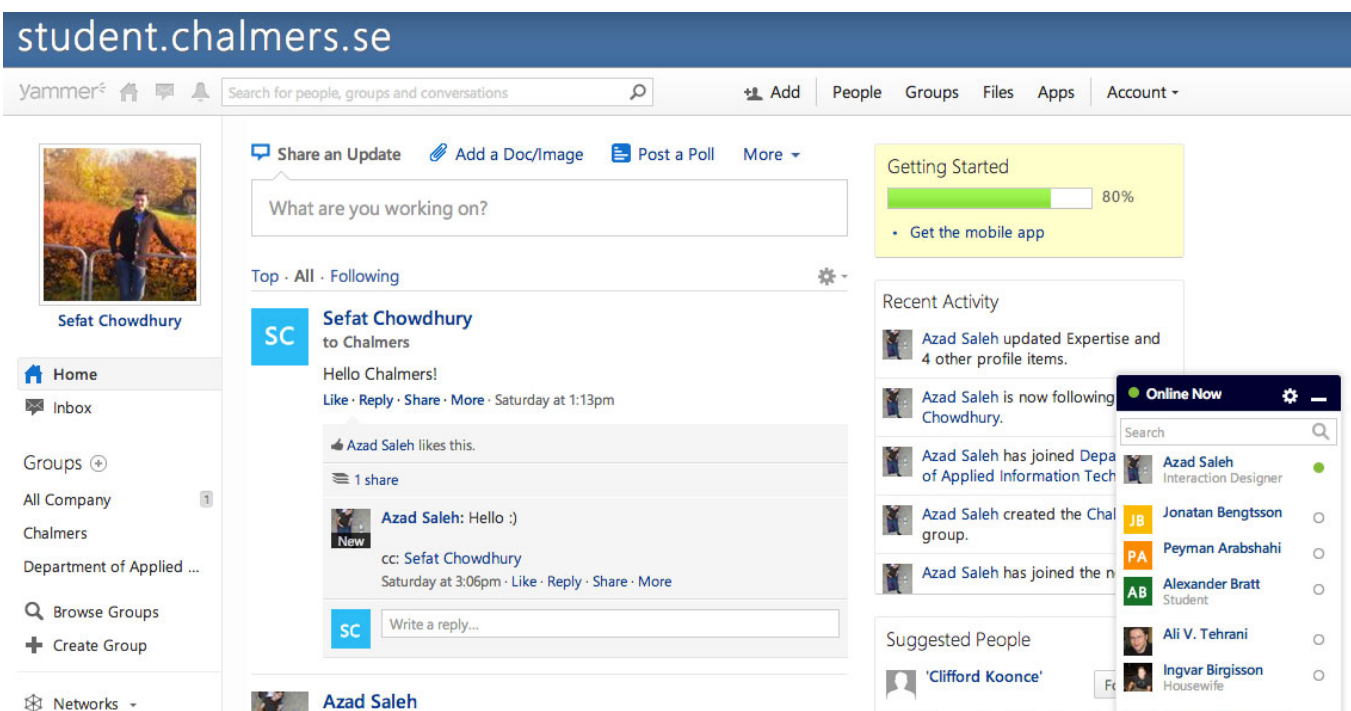 student.chalmers.se
yammer
Search for people, groups and conversations
Add
People
Groups
Files
Apps
Account
Sefat Chowdhury
Home
Inbox
Groups
All Company
1
Chalmers
Department of Applied ...
Browse Groups
Create Group
Networks
Share an Update
Add a Doc/Image
Post a Poll
More
What are you working on?
Top · All · Following
SC
Sefat Chowdhury
to Chalmers
Hello Chalmers!
Like · Reply · Share · More · Saturday at 1:13pm
Azad Saleh likes this.
1 share
Azad Saleh: Hello :)
New
cc: Sefat Chowdhury
Saturday at 3:06pm · Like · Reply · Share · More
SC
Write a reply...
Azad Saleh
Getting Started
80%
• Get the mobile app
Recent Activity
Azad Saleh updated Expertise and
4 other profile items.
Azad Saleh is now following
Chowdhury.
Azad Saleh has joined Depa
of Applied Information Tech
Azad Saleh created the Chal
group.
Azad Saleh has joined the n
Suggested People
'Clifford Koonce'
Fo
Online Now
Search
Azad Saleh
Interaction Designer
JB
Jonatan Bengtsson
PA
Peyman Arabshahi
AB
Alexander Bratt
Student
Ali V. Tehrani
Ingvar Birgisson
Housewife